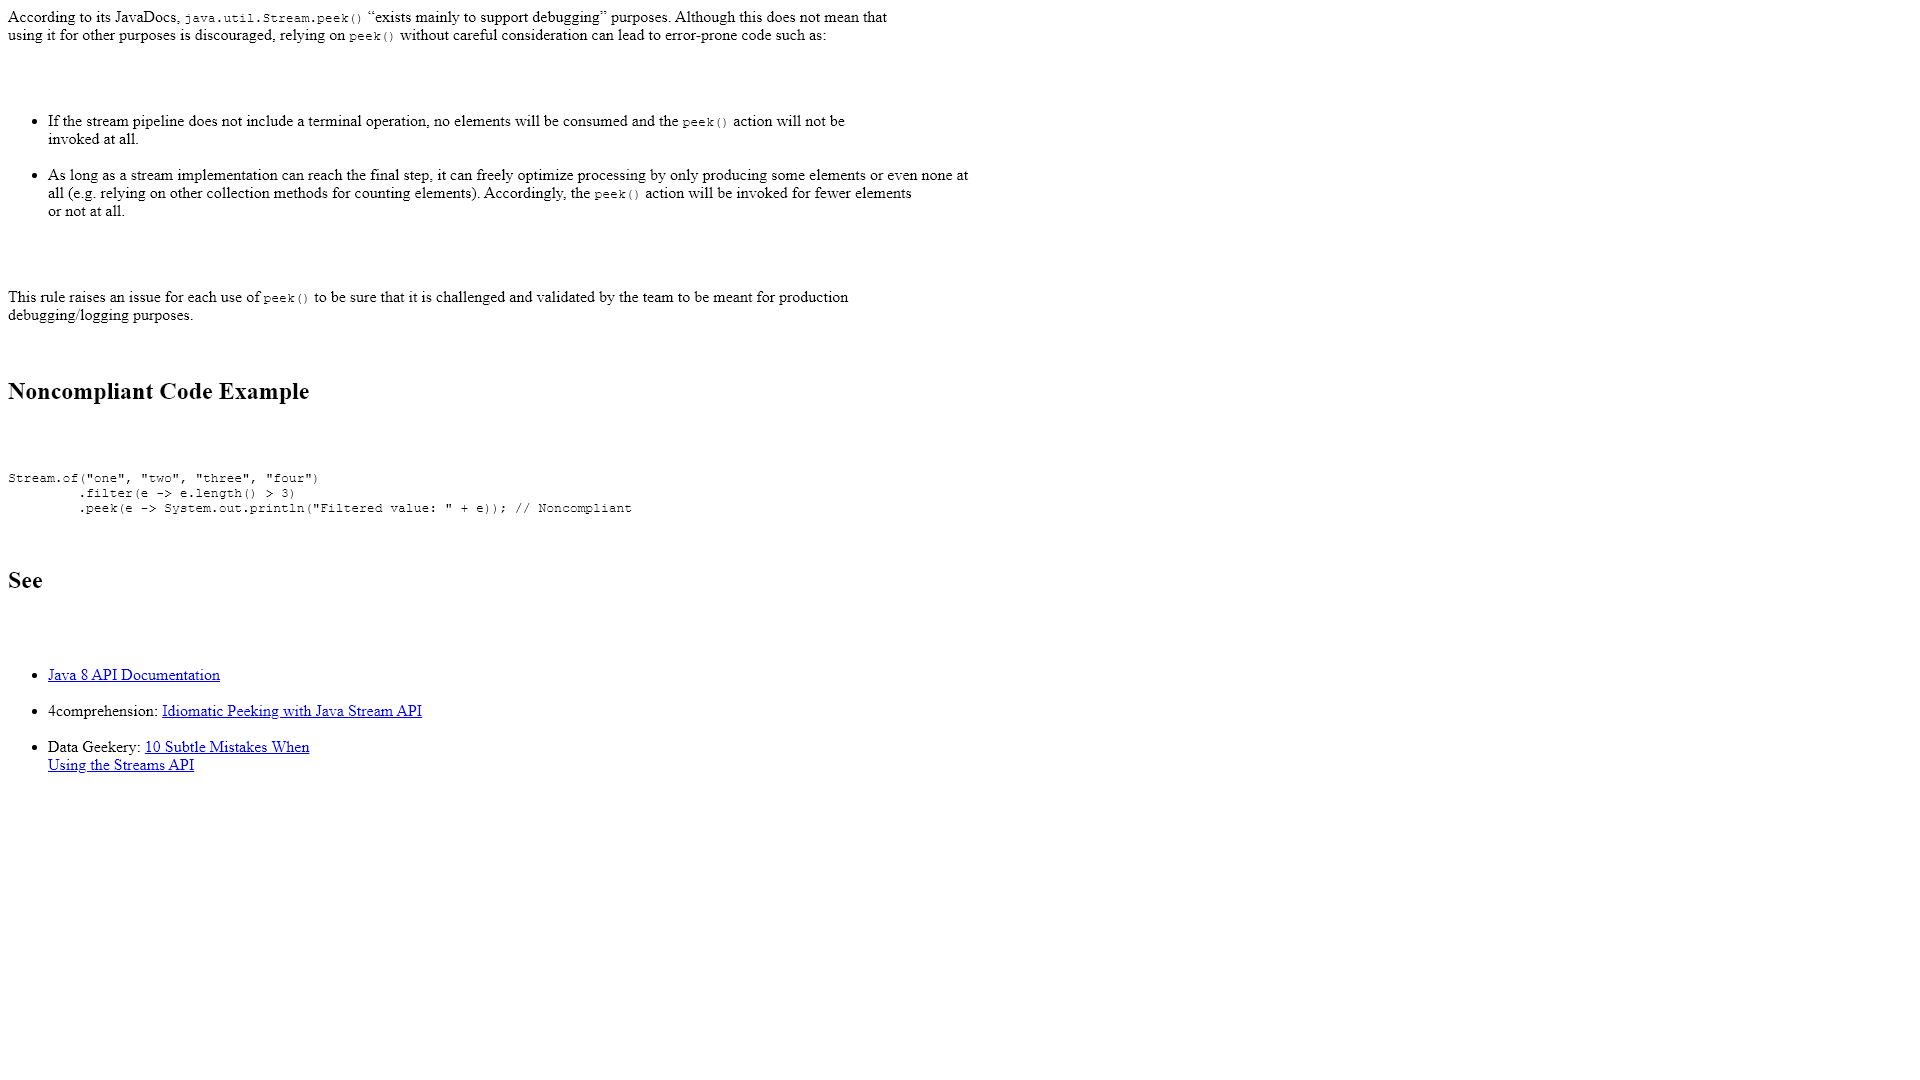 According to its JavaDocs, java.util.Stream.peek() “exists mainly to support debugging” purposes. Although this does not mean that
using it for other purposes is discouraged, relying on peek() without careful consideration can lead to error-prone code such as:
• If the stream pipeline does not include a terminal operation, no elements will be consumed and the peek() action will not be
invoked at all.
• As long as a stream implementation can reach the final step, it can freely optimize processing by only producing some elements or even none at
all (e.g. relying on other collection methods for counting elements). Accordingly, the peek() action will be invoked for fewer elements
or not at all.
This rule raises an issue for each use of peek() to be sure that it is challenged and validated by the team to be meant for production
debugging/logging purposes.
Noncompliant Code Example
Stream.of("one", "two", "three", "four")
        .filter(e -> e.length() > 3)
        .peek(e -> System.out.println("Filtered value: " + e)); // Noncompliant
See
• Java 8 API Documentation
• 4comprehension: Idiomatic Peeking with Java Stream API
• Data Geekery: 10 Subtle Mistakes When
Using the Streams API